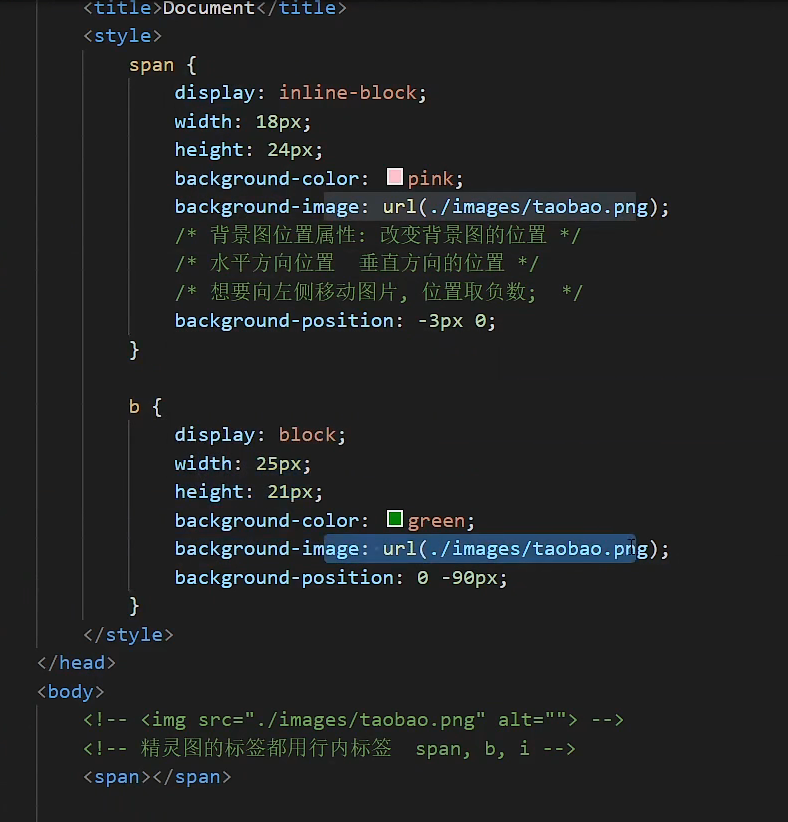 <title>Document</title>
<style>
span {
display: inline-block;
width: 18px;
height: 24px;
background-color: pink;
background-image: url(./images/taobao.png);
/* 背景图位置属性: 改变背景图的位置 */
/* 水平方向位置  垂直方向的位置 */
/* 想要向左侧移动图片, 位置取负数;  */
background-position: -3px 0;
}
b {
display: block;
width: 25px;
height: 21px;
background-color: green;
background-image: url(./images/taobao.png);
background-position: 0 -90px;
}
</style>
</head>
<body>
<!-- <img src="./images/taobao.png" alt=""> -->
<!-- 精灵图的标签都用行内标签  span, b, i -->
<span></span>